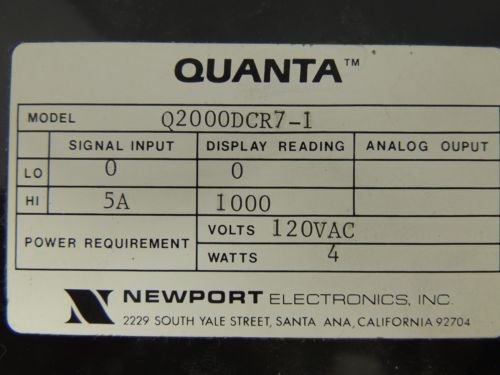 QUANTA™
MODEL Q2000DCR7-1
SIGNAL INPUT DISPLAY READING ANALOG OUPUT
LO 0 0
HI 5A 1000
POWER REQUIREMENT VOLTS 120VAC
WATTS 4
NEWPORT ELECTRONICS, INC.
2229 SOUTH YALE STREET, SANTA ANA, CALIFORNIA 92704